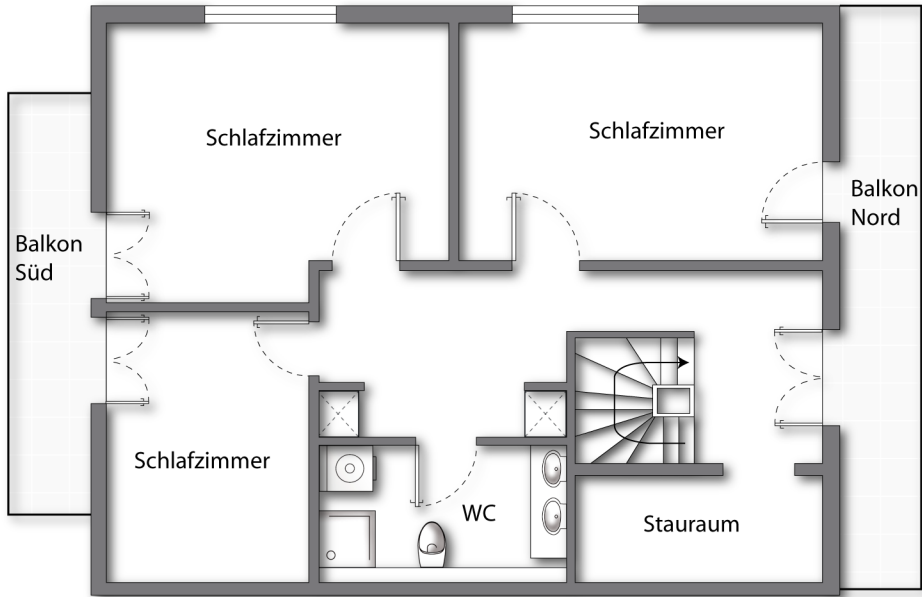 Schlafzimmer
Schlafzimmer
Balkon
Nord
Balkon
Süd
Schlafzimmer
WC
Stauraum